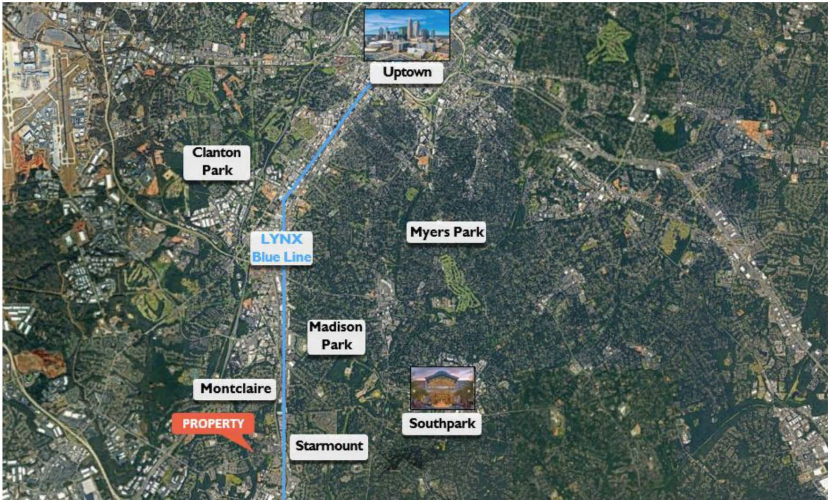 Uptown
Clanton
Park
Myers Park
LYNX
Blue Line
Madison
Park
Montclaire
Southpark
PROPERTY
Starmount